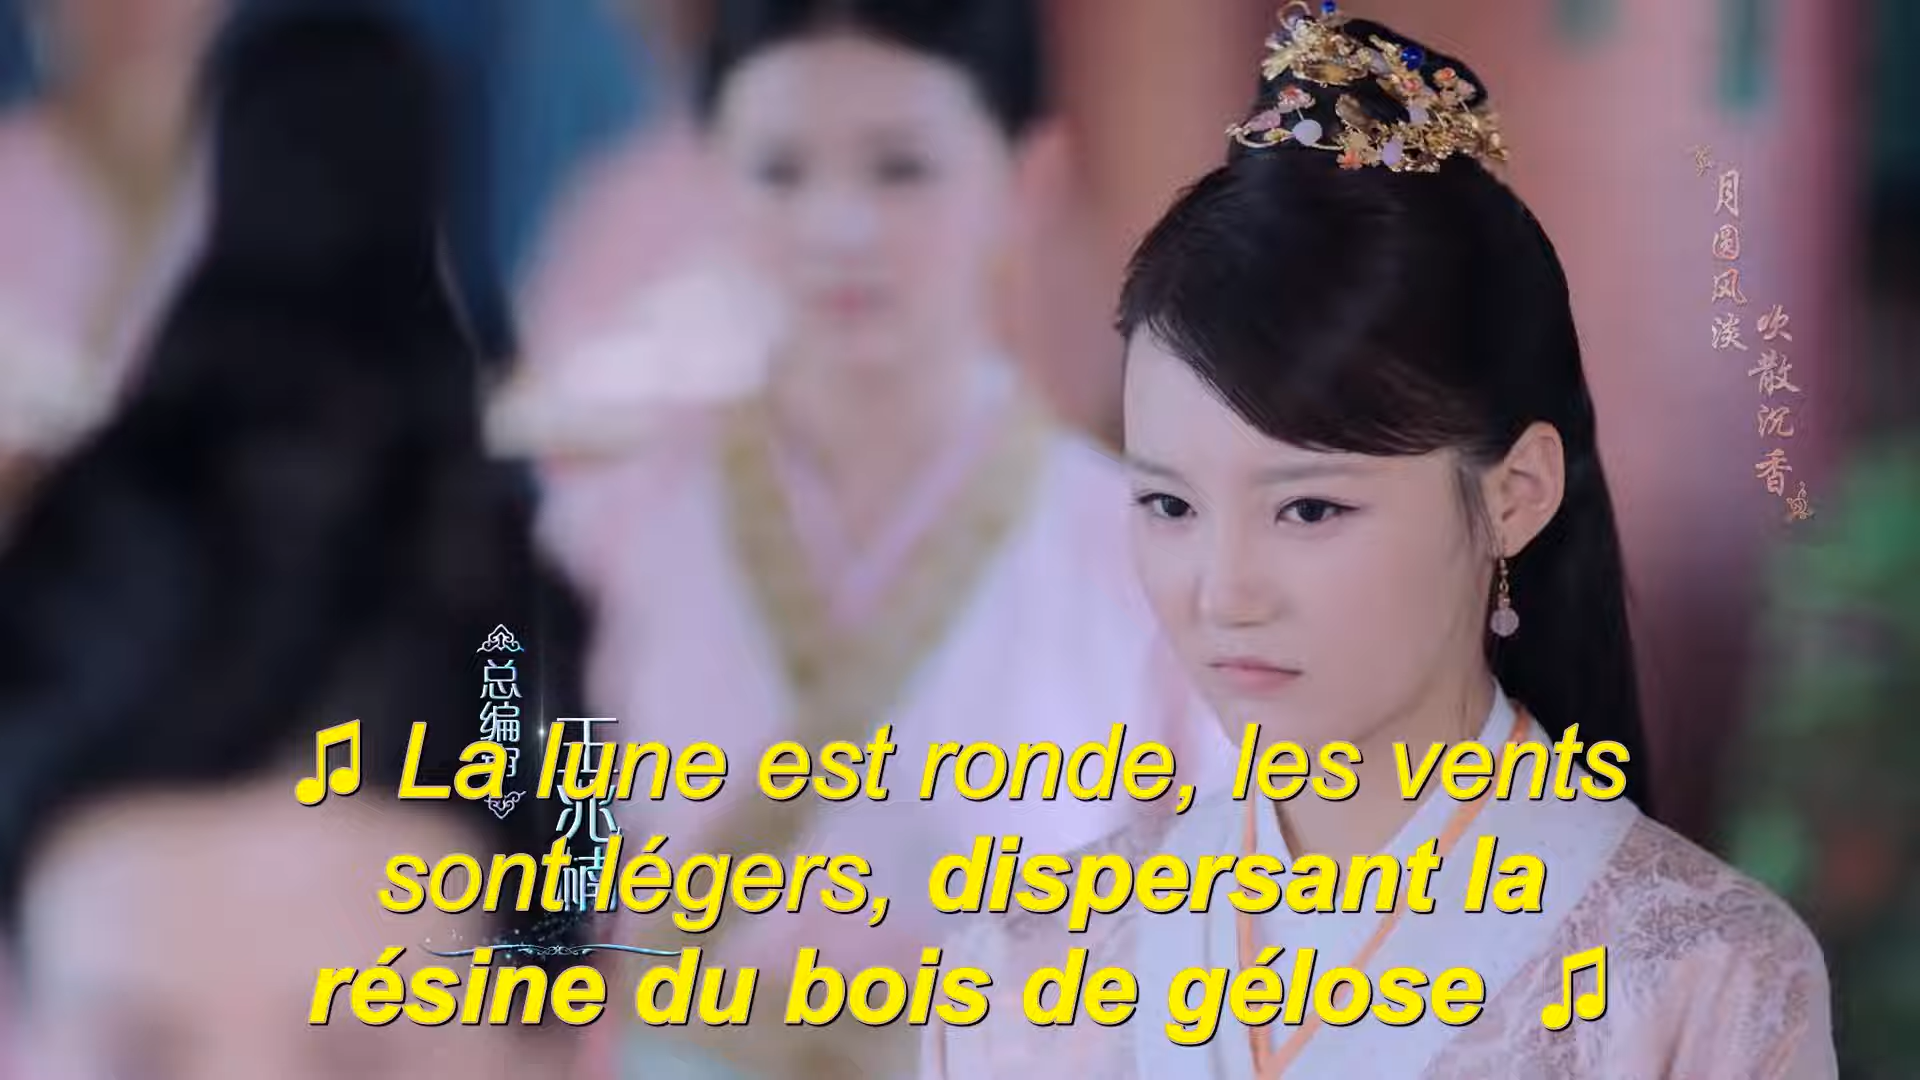 月圆风淡
吹散沉香
总编审
♫ La lune est ronde, les vents
sont légers, dispersant la
résine du bois de gélose ♫